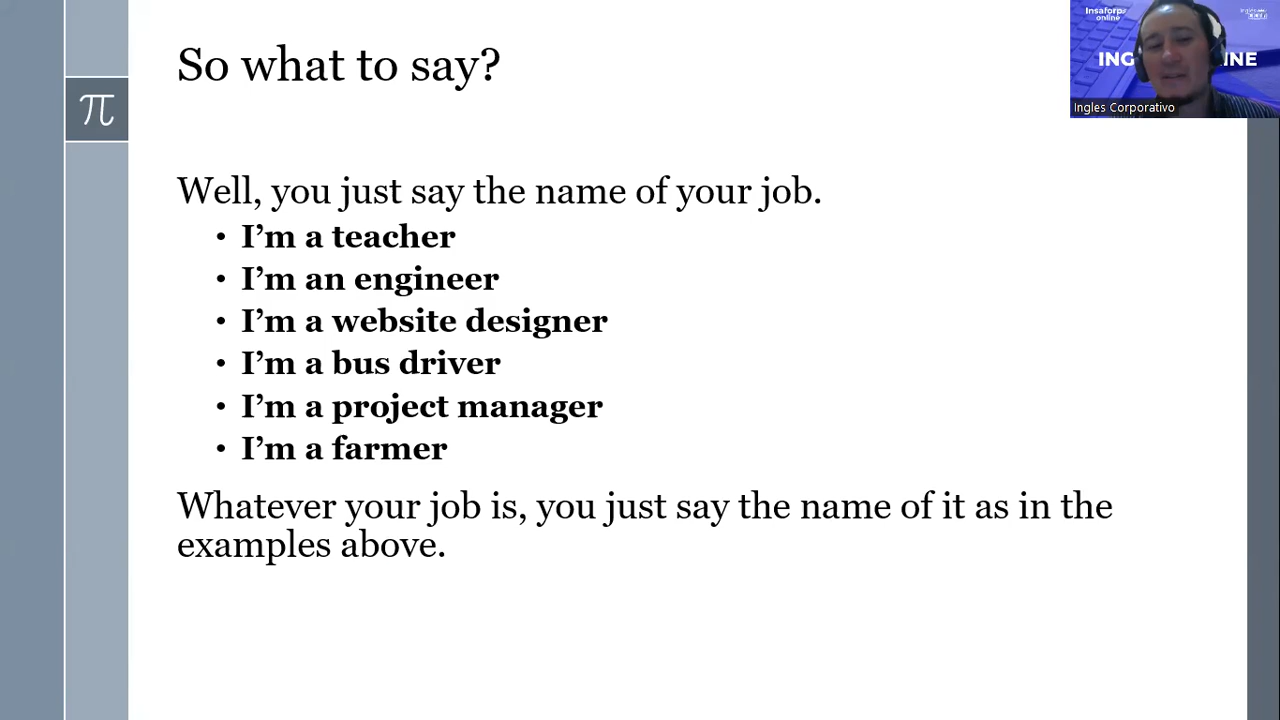 So what to say?
π
Well, you just say the name of your job.
• I’m a teacher
• I’m an engineer
• I’m a website designer
• I’m a bus driver
• I’m a project manager
• I’m a farmer
Whatever your job is, you just say the name of it as in the
examples above.
Insaforp
online
ING
INE
Ingles Corporativo